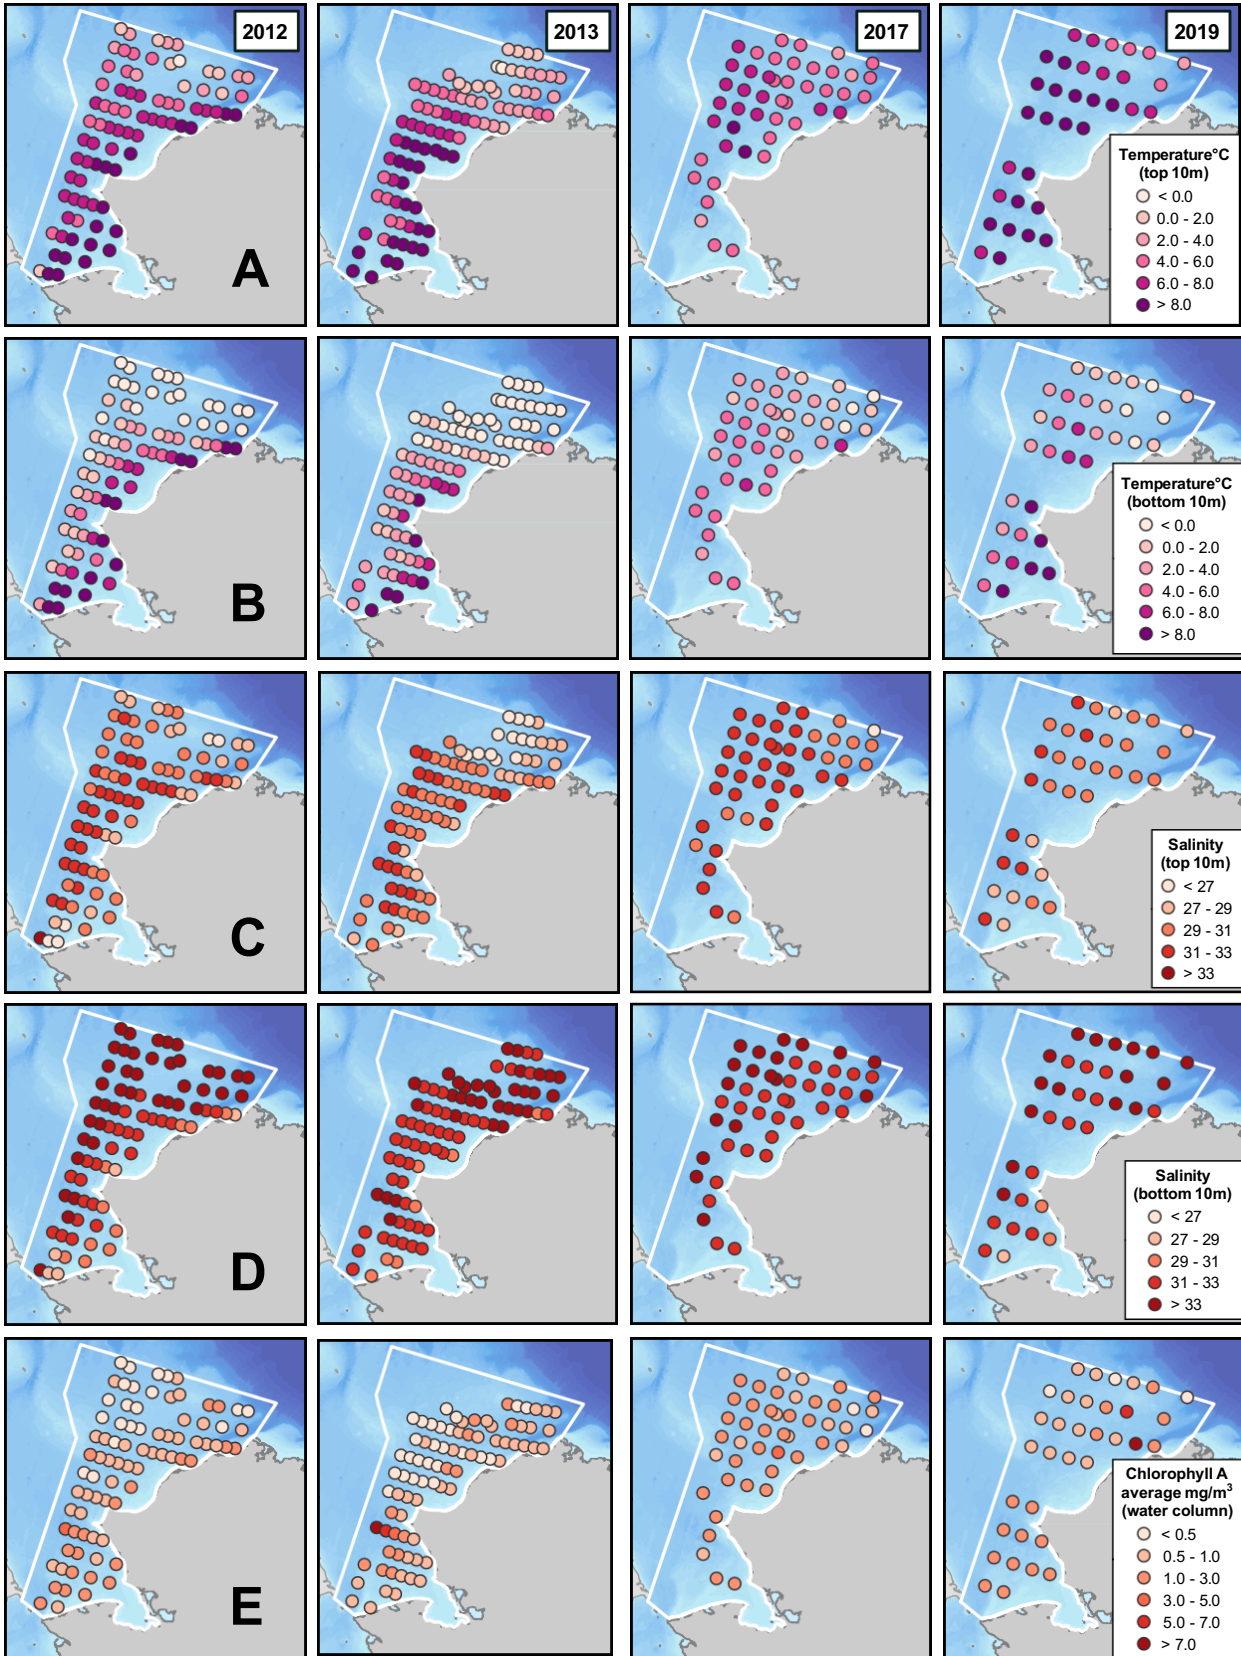 2012
2013
2017
2019
A
Temperature°C
(top 10m)
< 0.0
0.0 - 2.0
2.0 - 4.0
4.0 - 6.0
6.0 - 8.0
> 8.0
B
Temperature°C
(bottom 10m)
< 0.0
0.0 - 2.0
2.0 - 4.0
4.0 - 6.0
6.0 - 8.0
> 8.0
C
Salinity
(top 10m)
< 27
27 - 29
29 - 31
31 - 33
> 33
D
Salinity
(bottom 10m)
< 27
27 - 29
29 - 31
31 - 33
> 33
E
Chlorophyll A
average mg/m³
(water column)
< 0.5
0.5 - 1.0
1.0 - 3.0
3.0 - 5.0
5.0 - 7.0
> 7.0